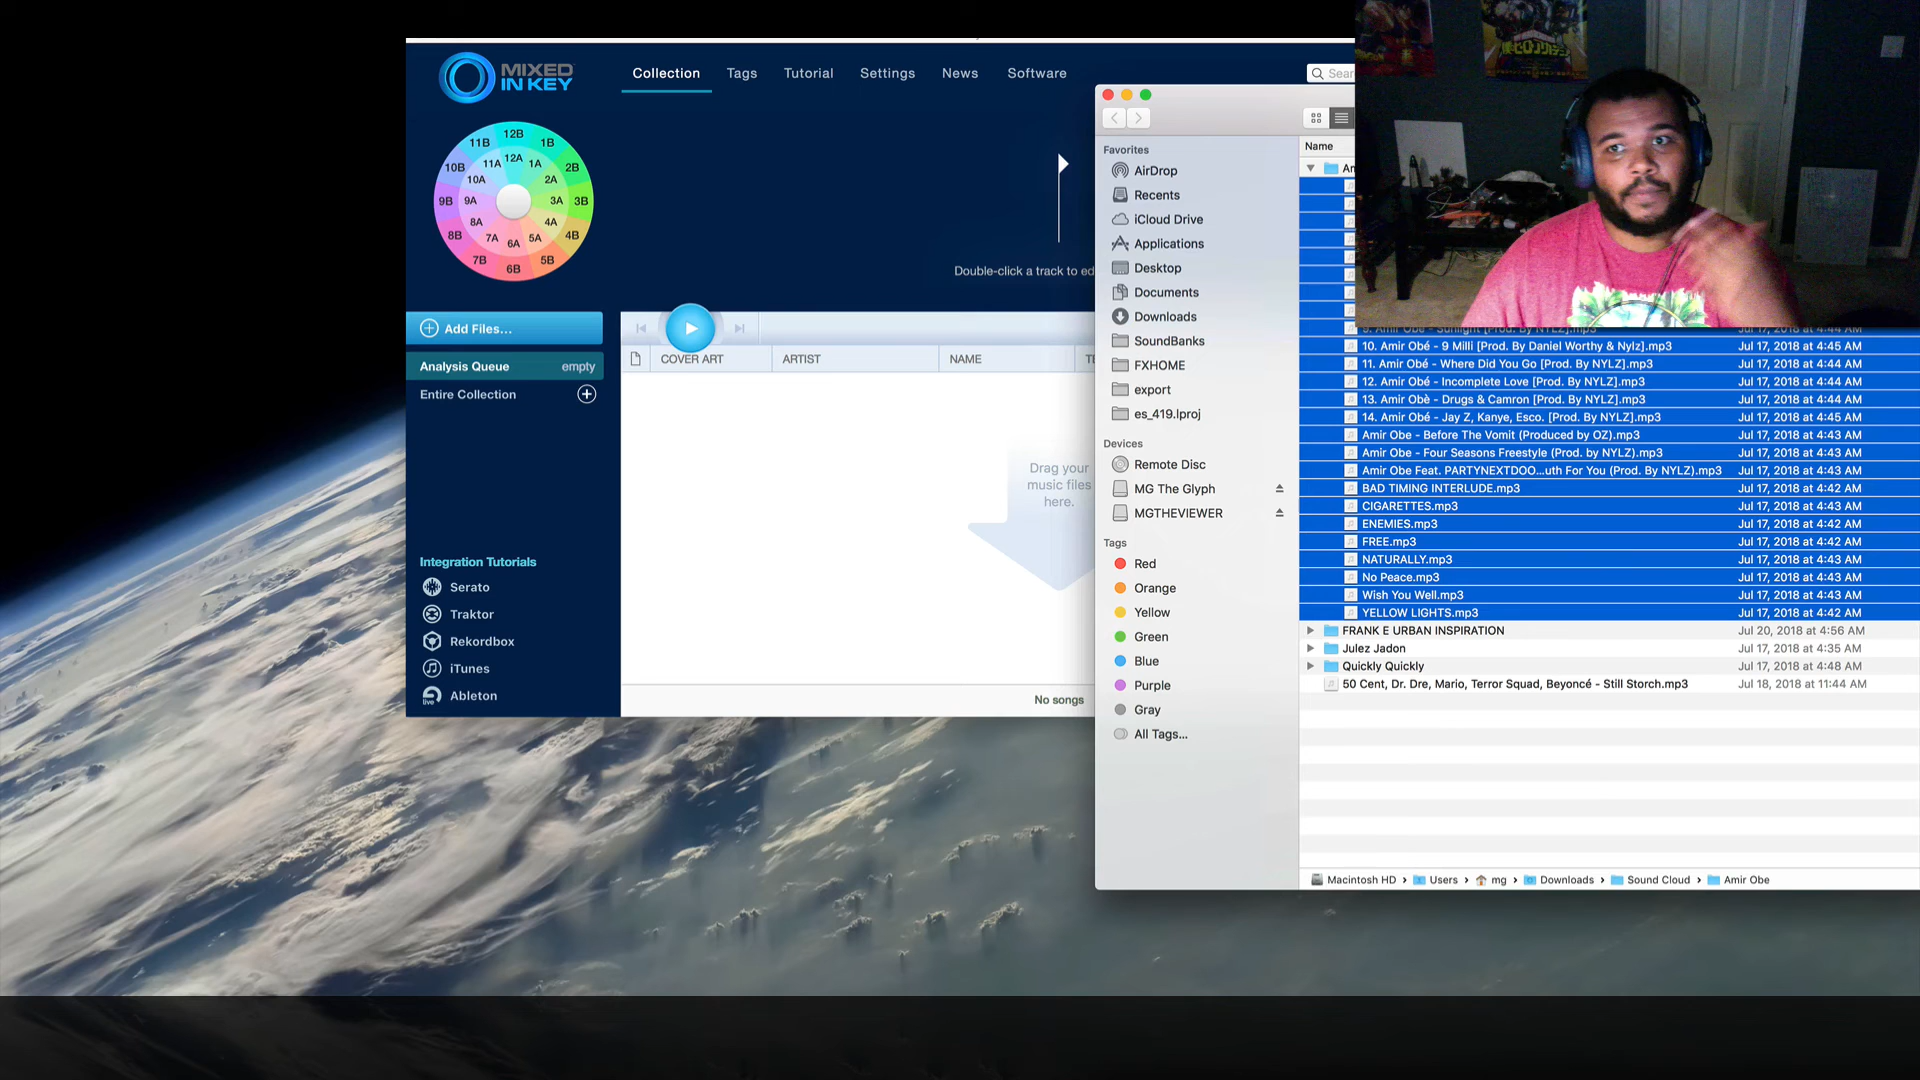 MIXED
IN KEY
Collection
Tags
Tutorial
Settings
News
Software
12B
1B
2B
3B
4B
5B
6B
7B
8B
9B
10B
11B
12A
1A
2A
3A
4A
5A
6A
7A
8A
9A
10A
11A
Double-click a track to ed
Add Files...
Analysis Queue empty
Entire Collection
Integration Tutorials
Serato
Traktor
Rekordbox
iTunes
live
Ableton
COVER ART
ARTIST
NAME
Drag your
music files
here.
No songs
Favorites
AirDrop
Recents
iCloud Drive
Applications
Desktop
Documents
Downloads
SoundBanks
FXHOME
export
es_419.lproj
Devices
Remote Disc
MG The Glyph
MGTHEVIEWER
Tags
Red
Orange
Yellow
Green
Blue
Purple
Gray
All Tags...
Name
9. Amir Obe - Sunlight [Prod. By NYLZ].mp3 Jul 17, 2018 at 4:44 AM
10. Amir Obé - 9 Milli [Prod. By Daniel Worthy & Nylz].mp3 Jul 17, 2018 at 4:45 AM
11. Amir Obé - Where Did You Go [Prod. By NYLZ].mp3 Jul 17, 2018 at 4:44 AM
12. Amir Obé - Incomplete Love [Prod. By NYLZ].mp3 Jul 17, 2018 at 4:44 AM
13. Amir Obè - Drugs & Camron [Prod. By NYLZ].mp3 Jul 17, 2018 at 4:44 AM
14. Amir Obé - Jay Z, Kanye, Esco. [Prod. By NYLZ].mp3 Jul 17, 2018 at 4:45 AM
Amir Obe - Before The Vomit (Produced by OZ).mp3 Jul 17, 2018 at 4:43 AM
Amir Obe - Four Seasons Freestyle (Prod. by NYLZ).mp3 Jul 17, 2018 at 4:43 AM
Amir Obe Feat. PARTYNEXTDOO...uth For You (Prod. By NYLZ).mp3 Jul 17, 2018 at 4:43 AM
BAD TIMING INTERLUDE.mp3 Jul 17, 2018 at 4:42 AM
CIGARETTES.mp3 Jul 17, 2018 at 4:43 AM
ENEMIES.mp3 Jul 17, 2018 at 4:42 AM
FREE.mp3 Jul 17, 2018 at 4:42 AM
NATURALLY.mp3 Jul 17, 2018 at 4:43 AM
No Peace.mp3 Jul 17, 2018 at 4:43 AM
Wish You Well.mp3 Jul 17, 2018 at 4:43 AM
YELLOW LIGHTS.mp3 Jul 17, 2018 at 4:42 AM
FRANK E URBAN INSPIRATION Jul 20, 2018 at 4:56 AM
Julez Jadon Jul 17, 2018 at 4:35 AM
Quickly Quickly Jul 17, 2018 at 4:48 AM
50 Cent, Dr. Dre, Mario, Terror Squad, Beyoncé - Still Storch.mp3 Jul 18, 2018 at 11:44 AM
Macintosh HD › Users › mg › Downloads › Sound Cloud › Amir Obe